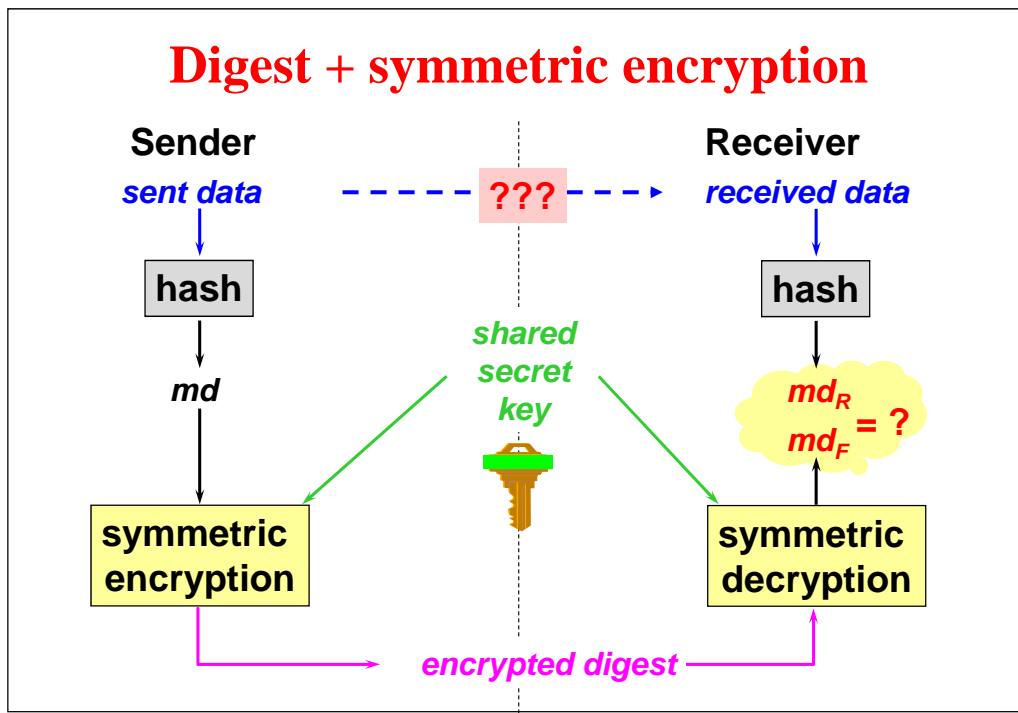 Digest + symmetric encryption
Sender
Receiver
sent data
???
received data
hash
hash
shared
secret
key
md
md_R
md_F
= ?
symmetric
encryption
symmetric
decryption
encrypted digest